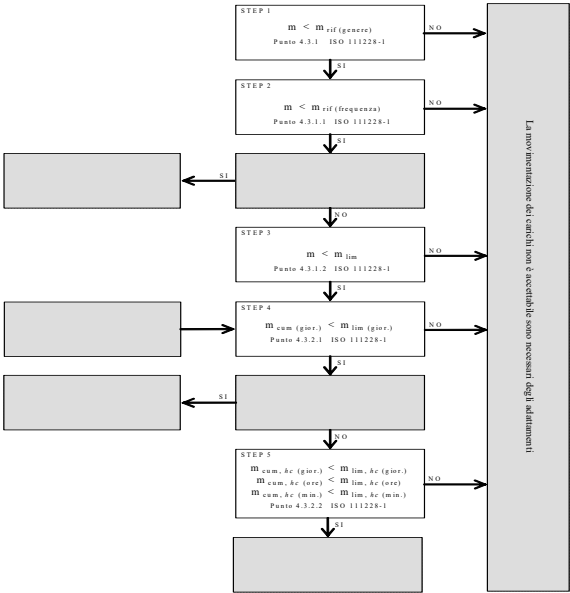 STEP 1
m < m rif (genere)
Punto 4.3.1 ISO 111228-1
NO
SI
STEP 2
m < m rif (frequenza)
Punto 4.3.1.1 ISO 111228-1
NO
SI
SI
NO
STEP 3
m < m lim
Punto 4.3.1.2 ISO 111228-1
NO
SI
STEP 4
m cum (gior.) < m lim (gior.)
Punto 4.3.2.1 ISO 111228-1
NO
SI
SI
NO
STEP 5
m cum, hc (gior.) < m lim, hc (gior.)
m cum, hc (ore) < m lim, hc (ore)
m cum, hc (min.) < m lim, hc (min.)
Punto 4.3.2.2 ISO 111228-1
NO
SI
La movimentazione dei carichi non è accettabile sono necessari degli adattamenti